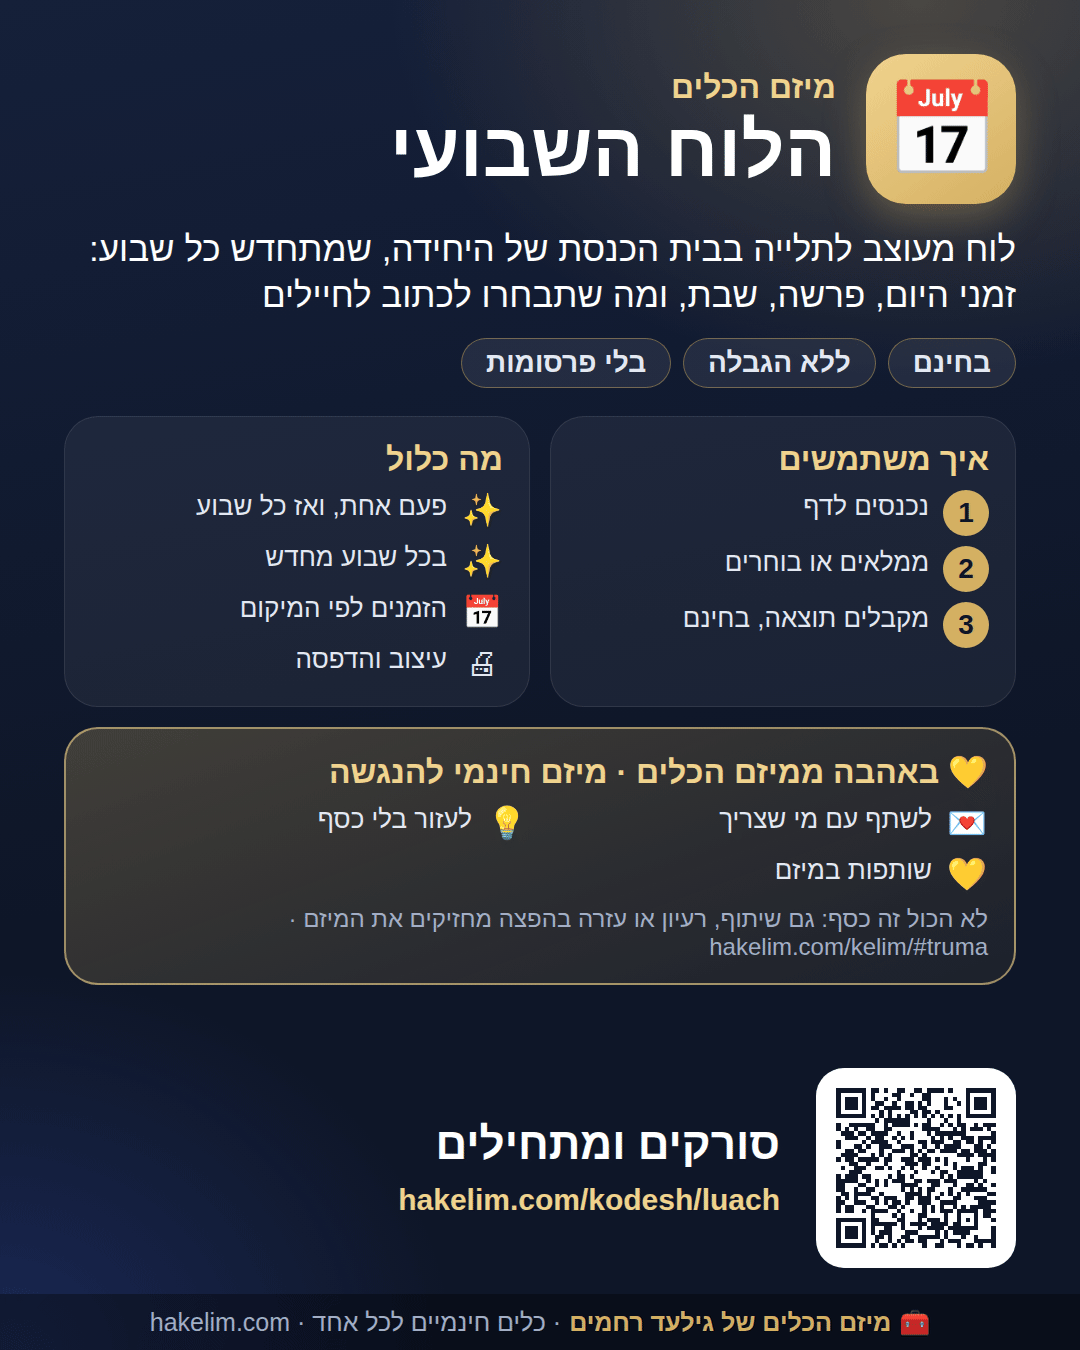 מיזם הכלים
הלוח השבועי
July
17
לוח מעוצב לתלייה בבית הכנסת של היחידה, שמתחדש כל שבוע:
זמני היום, פרשה, שבת, ומה שתבחרו לכתוב לחיילים
בחינם
ללא הגבלה
בלי פרסומות
איך משתמשים
1 נכנסים לדף
2 ממלאים או בוחרים
3 מקבלים תוצאה, בחינם
מה כלול
פעם אחת, ואז כל שבוע
בכל שבוע מחדש
July 17 הזמנים לפי המיקום
עיצוב והדפסה
באהבה ממיזם הכלים · מיזם חינמי להנגשה
לשתף עם מי שצריך
לעזור בלי כסף
שותפות במיזם
לא הכול זה כסף: גם שיתוף, רעיון או עזרה בהפצה מחזיקים את המיזם ·
hakelim.com/kelim/#truma
סורקים ומתחילים
hakelim.com/kodesh/luach
מיזם הכלים של גילעד רחמים · כלים חינמיים לכל אחד · hakelim.com